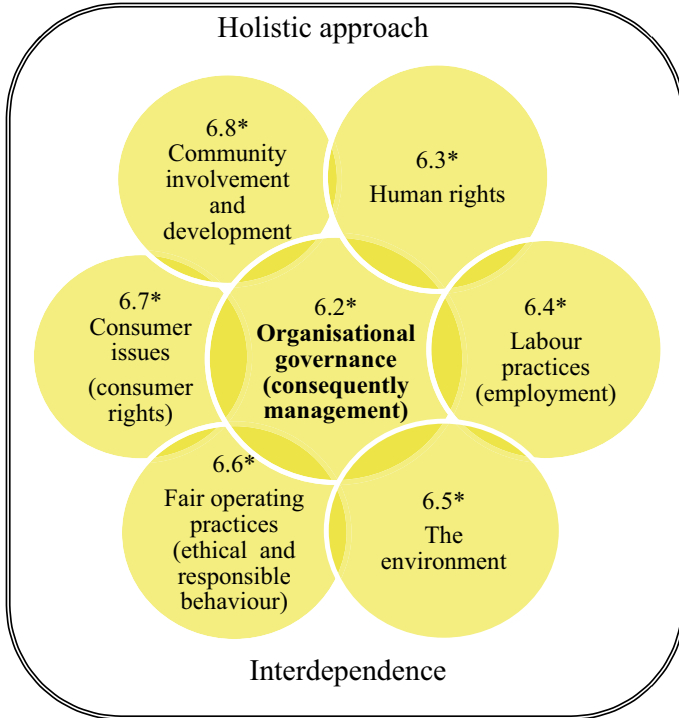 Holistic approach
6.8*
Community
involvement
and
development
6.3*
Human rights
6.7*
Consumer
issues
(consumer
rights)
6.2*
Organisational
governance
(consequently
management)
6.4*
Labour
practices
(employment)
6.6*
Fair operating
practices
(ethical and
responsible
behaviour)
6.5*
The
environment
Interdependence